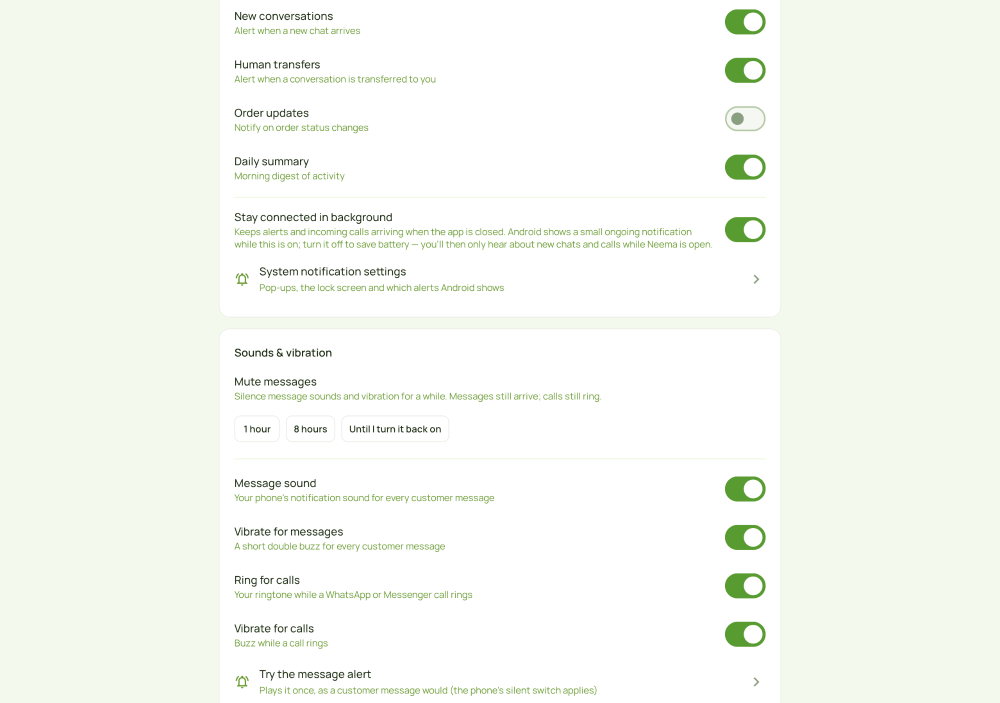 New conversations
Alert when a new chat arrives
Human transfers
Alert when a conversation is transferred to you
Order updates
Notify on order status changes
Daily summary
Morning digest of activity
Stay connected in background
Keeps alerts and incoming calls arriving when the app is closed. Android shows a small ongoing notification
while this is on; turn it off to save battery — you'll then only hear about new chats and calls while Neema is open.
System notification settings
Pop-ups, the lock screen and which alerts Android shows
Sounds & vibration
Mute messages
Silence message sounds and vibration for a while. Messages still arrive; calls still ring.
1 hour
8 hours
Until I turn it back on
Message sound
Your phone's notification sound for every customer message
Vibrate for messages
A short double buzz for every customer message
Ring for calls
Your ringtone while a WhatsApp or Messenger call rings
Vibrate for calls
Buzz while a call rings
Try the message alert
Plays it once, as a customer message would (the phone's silent switch applies)